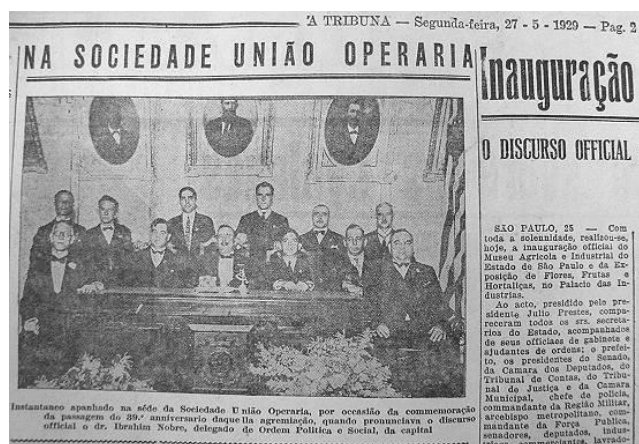 A TRIBUNA — Segunda-feira, 27 - 5 - 1929 — Pag. 2
NA SOCIEDADE UNIÃO OPERARIA
Instantaneo apanhado na séde da Sociedade União Operaria, por occasião da commemoração
da passagem do 39.º anniversario daquella agremiação, quando pronunciava o discurso
official o dr. Ibrahim Nobre, delegado de Ordem Politica e Social, da capital
Inauguração
O DISCURSO OFFICIAL
SÃO PAULO, 25 — Com
toda a solennidade, realizou-se,
hoje, a inauguração official do
Museu Agricola e Industrial do
Estado de São Paulo e da Ex-
posição de Flores, Frutas e
Hortaliças, no Palacio das In-
dustrias.
Ao acto, presidido pelo pre-
sidente Julio Prestes, compa-
receram todos os srs. secreta-
rios do Estado, acompanhados
de seus officiaes de gabinete e
ajudantes de ordens; o prefei-
to, os presidentes do Senado,
da Camara dos Deputados, do
Tribunal de Contas, do Tribu-
nal de Justiça e da Camara
Municipal, chefe de policia,
commandante da Região Militar,
arcebispo metropolitano, com-
mandante da Força Publica,
senadores, deputados, indus-